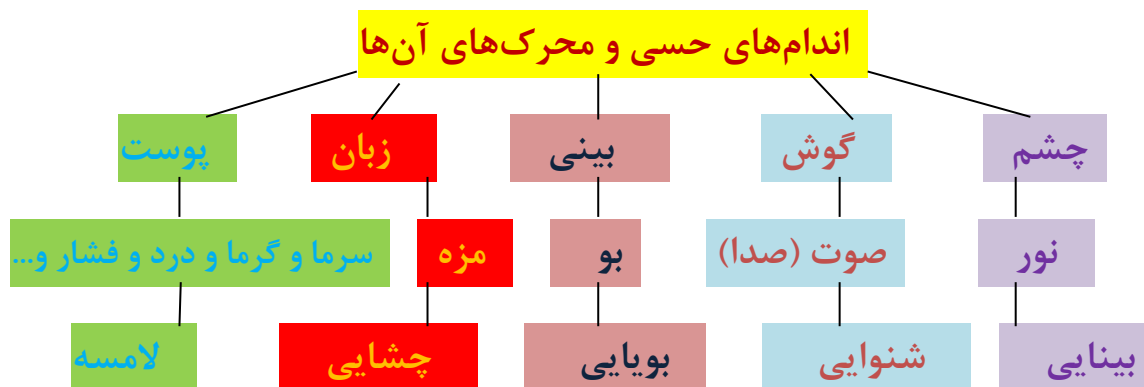 اندام‌های حسی و محرک‌های آن‌ها
چشم گوش بینی زبان پوست
نور صوت (صدا) بو مزه سرما و گرما و درد و فشار و...
بینایی شنوایی بویایی چشایی لامسه